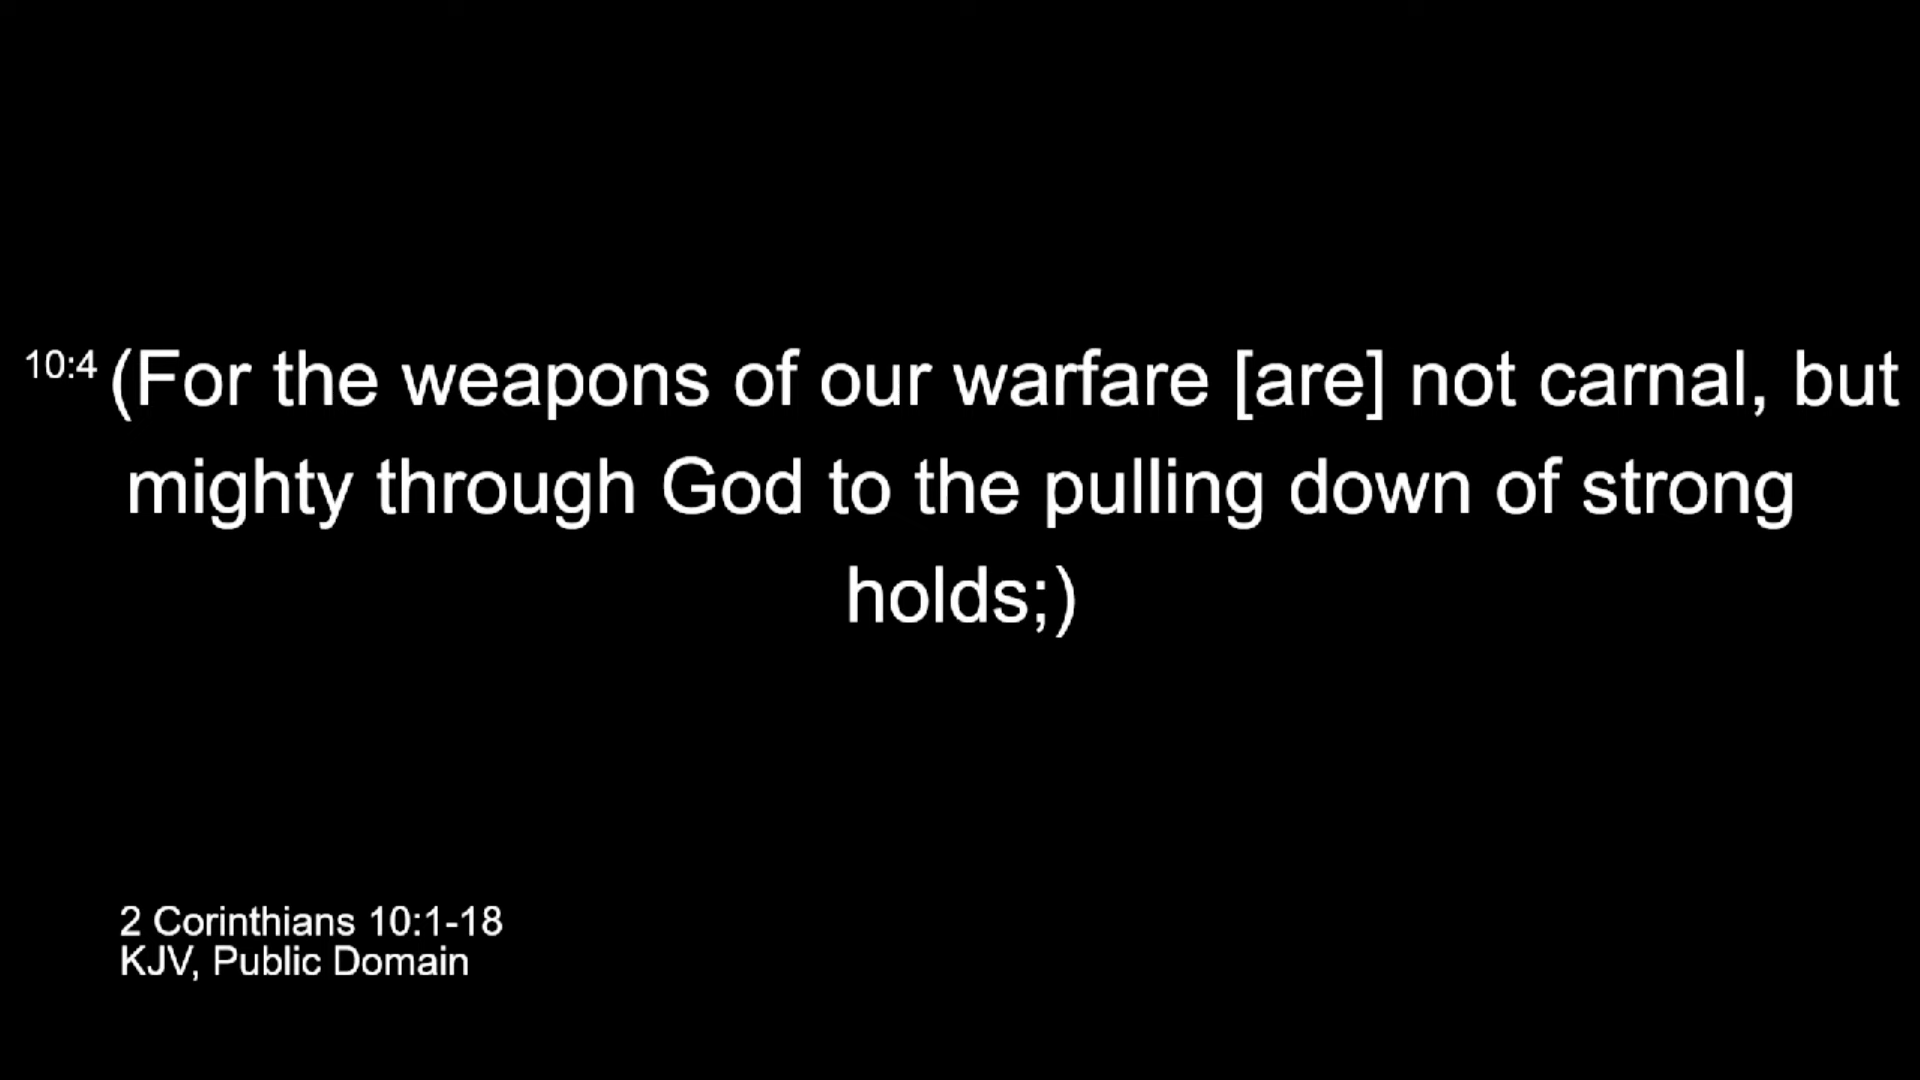 10:4 (For the weapons of our warfare [are] not carnal, but
mighty through God to the pulling down of strong
holds;)
2 Corinthians 10:1-18
KJV, Public Domain